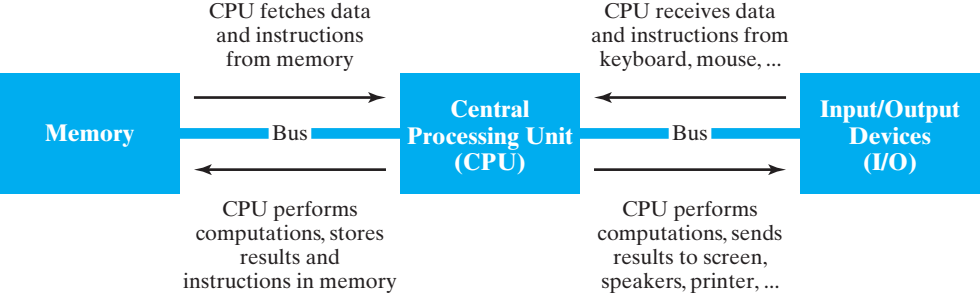 CPU fetches data
and instructions
from memory
CPU receives data
and instructions from
keyboard, mouse, ...
Memory
Bus
Central
Processing Unit
(CPU)
Bus
Input/Output
Devices
(I/O)
CPU performs
computations, stores
results and
instructions in memory
CPU performs
computations, sends
results to screen,
speakers, printer, ...